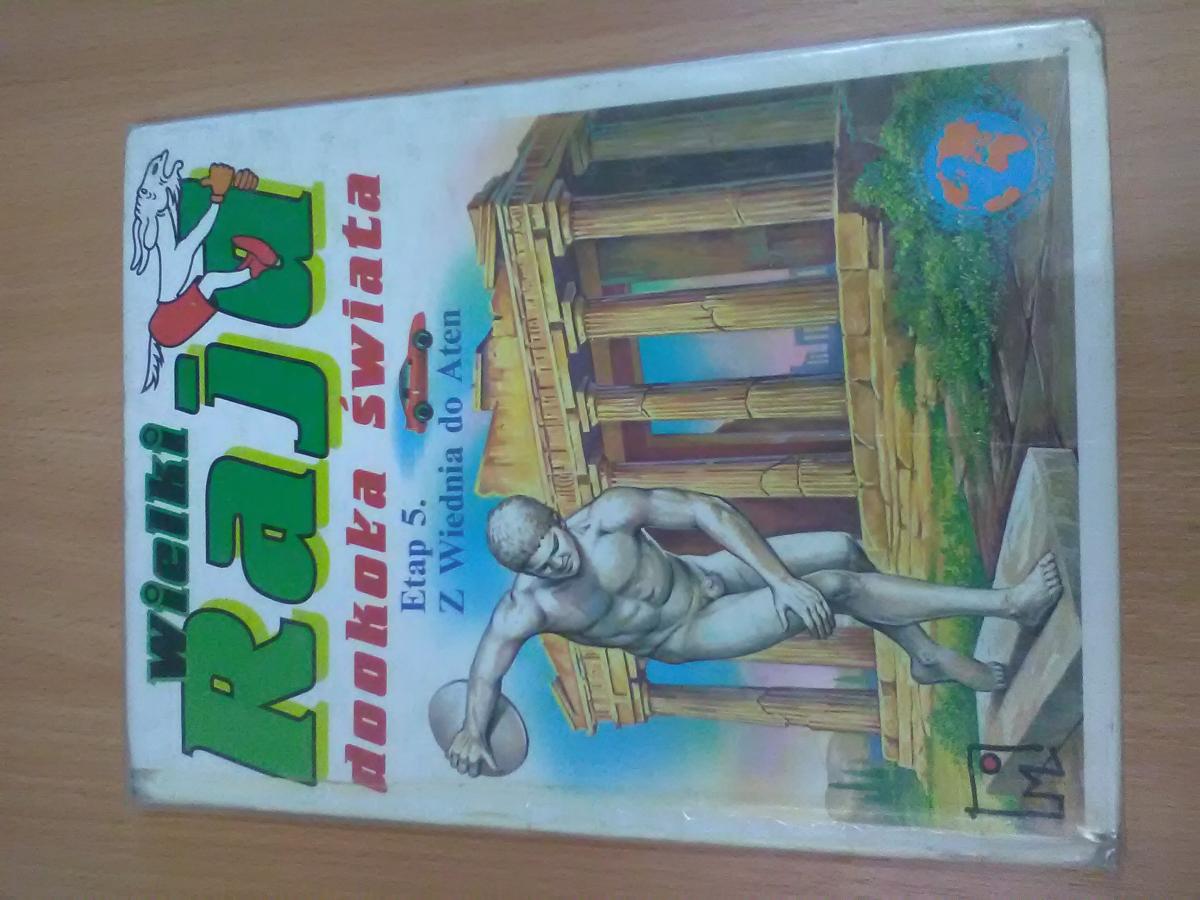 wielki
Rajd
dookoła świata
Etap 5.
Z Wiednia do Aten